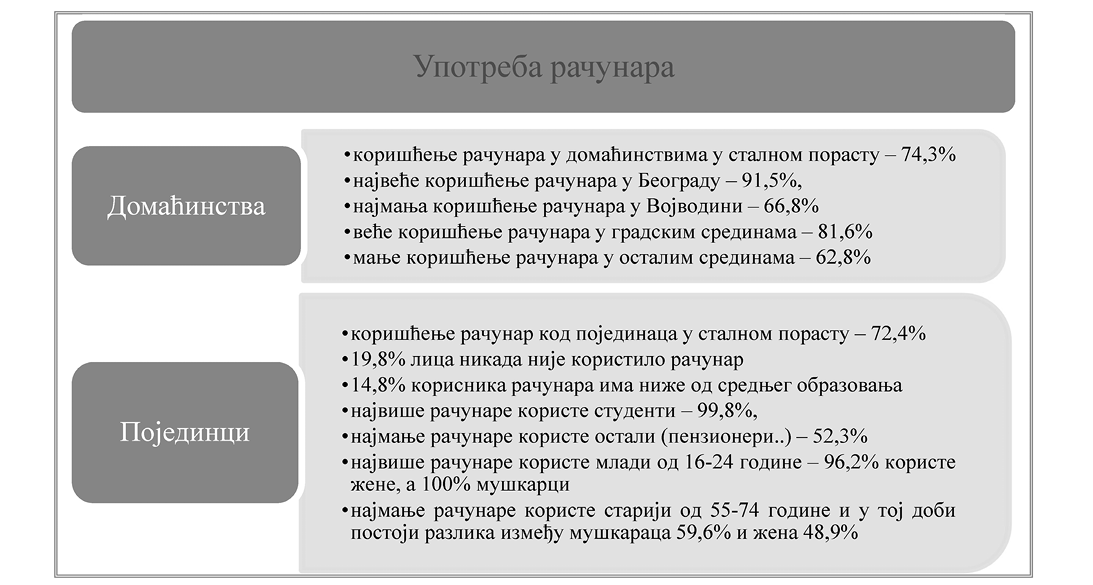 Употреба рачунара
Домаћинства
•коришћење рачунара у домаћинствима у сталном порасту – 74,3%
•највеће коришћење рачунара у Београду – 91,5%,
•најмања коришћење рачунара у Војводини – 66,8%
•веће коришћење рачунара у градским срединама – 81,6%
•мање коришћење рачунара у осталим срединама – 62,8%
Појединци
•коришћење рачунар код појединаца у сталном порасту – 72,4%
•19,8% лица никада није користило рачунар
•14,8% корисника рачунара има ниже од средњег образовања
•највише рачунаре користе студенти – 99,8%,
•најмање рачунаре користе остали (пензионери..) – 52,3%
•највише рачунаре користе млади од 16-24 године – 96,2% користе
жене, а 100% мушкарци
•најмање рачунаре користе старији од 55-74 године и у тој доби
постоји разлика између мушкараца 59,6% и жена 48,9%